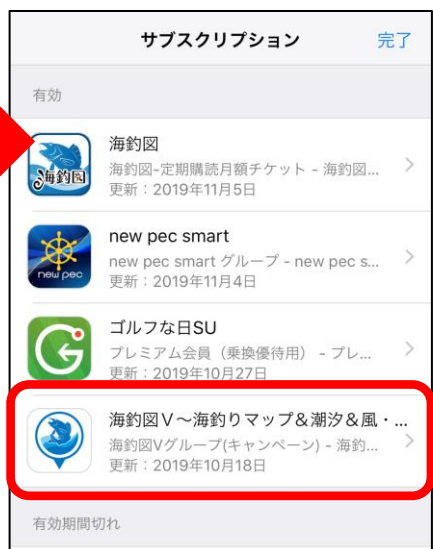 サブスクリプション 完了
有効
海釣図
海釣図
海釣図-定期購読月額チケット - 海釣図...
更新：2019年11月5日
new pec
new pec smart
new pec smart グループ - new pec s...
更新：2019年11月4日
ゴルフな日SU
プレミアム会員（乗換優待用） - プレ...
更新：2019年10月27日
海釣図Ｖ～海釣りマップ&潮汐&風・...
海釣図Vグループ(キャンペーン) - 海釣...
更新：2019年10月18日
有効期間切れ